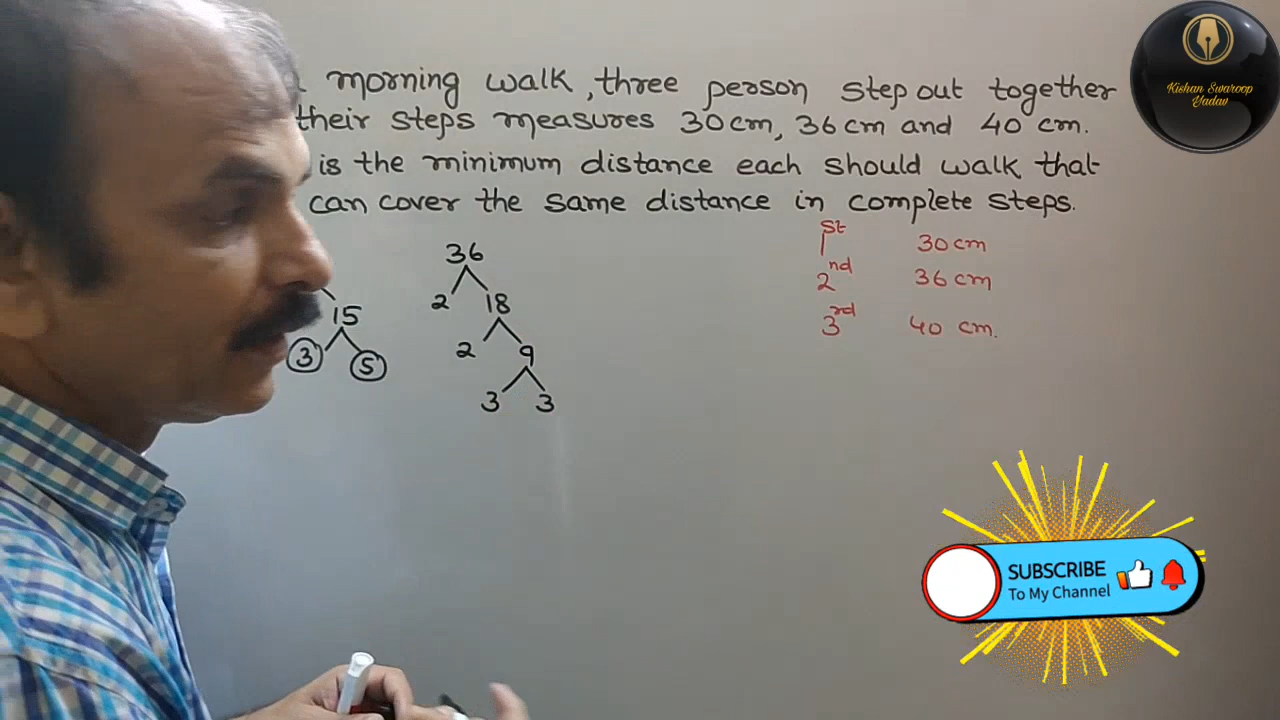 morning walk, three person step out together
their steps measures 30 cm, 36 cm and 40 cm.
is the minimum distance each should walk that
can cover the same distance in complete steps.
1st 30 cm
2nd 36 cm
3rd 40 cm.
36
2 18
15
2 9
3 5
3 3
Kishan Swaroop
Yadav
SUBSCRIBE
To My Channel